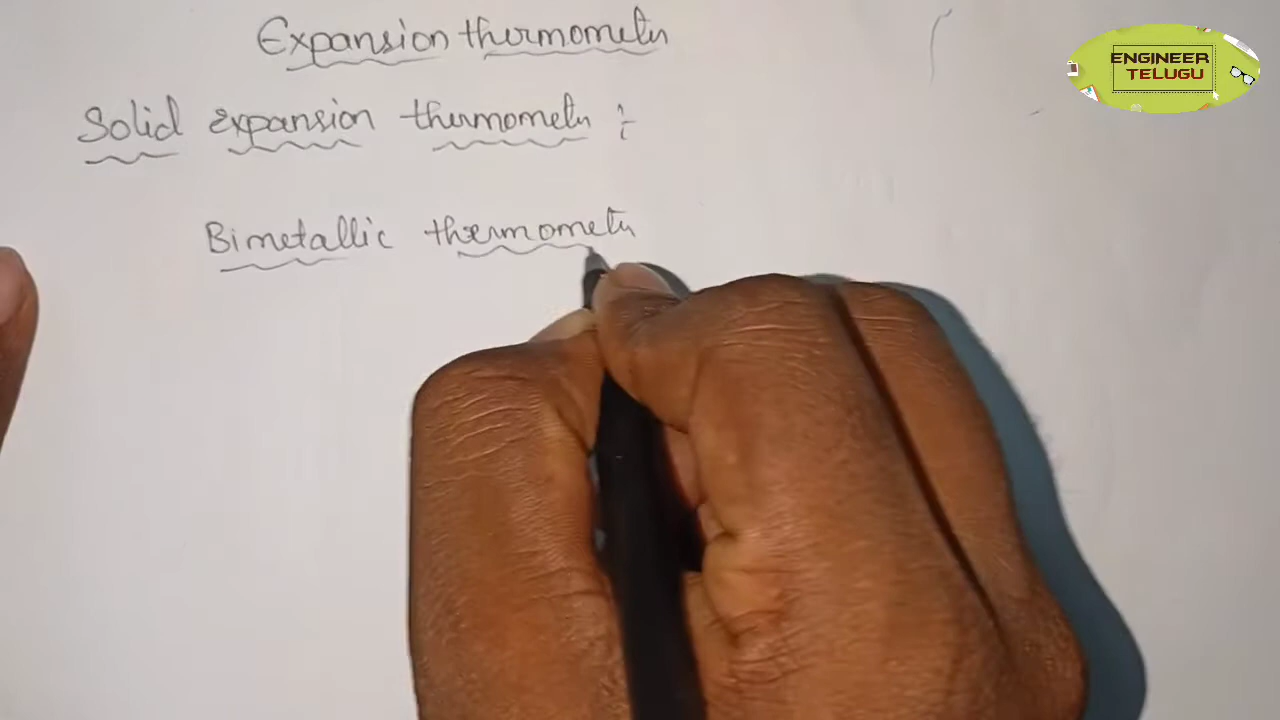 Expansion thermometer
Solid expansion thermometer :-
Bimetallic thermometer
ENGINEER
TELUGU